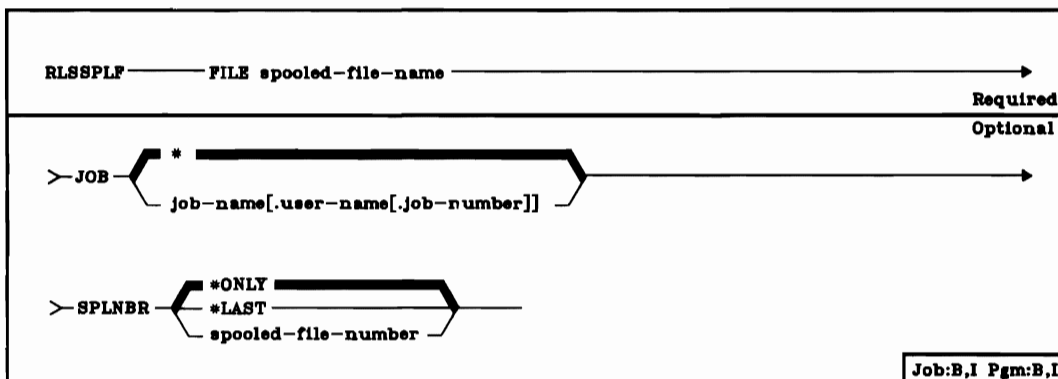 RLSSPLF FILE spooled-file-name
Required
Optional
*
JOB
job-name[.user-name[.job-number]]
*ONLY
SPLNBR *LAST
spooled-file-number
Job:B,I Pgm:B,I